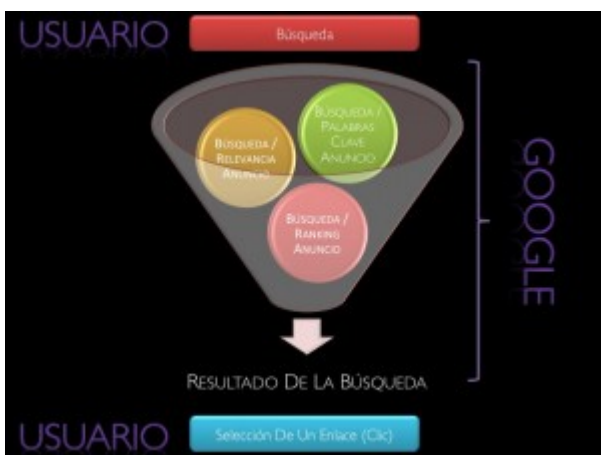 USUARIO
Búsqueda
BÚSQUEDA /
PALABRAS
CLAVE
ANUNCIO
BÚSQUEDA /
RELEVANCIA
ANUNCIO
BÚSQUEDA /
RANKING
ANUNCIO
GOOGLE
RESULTADO DE LA BÚSQUEDA
USUARIO
Selección De Un Enlace (Clic)